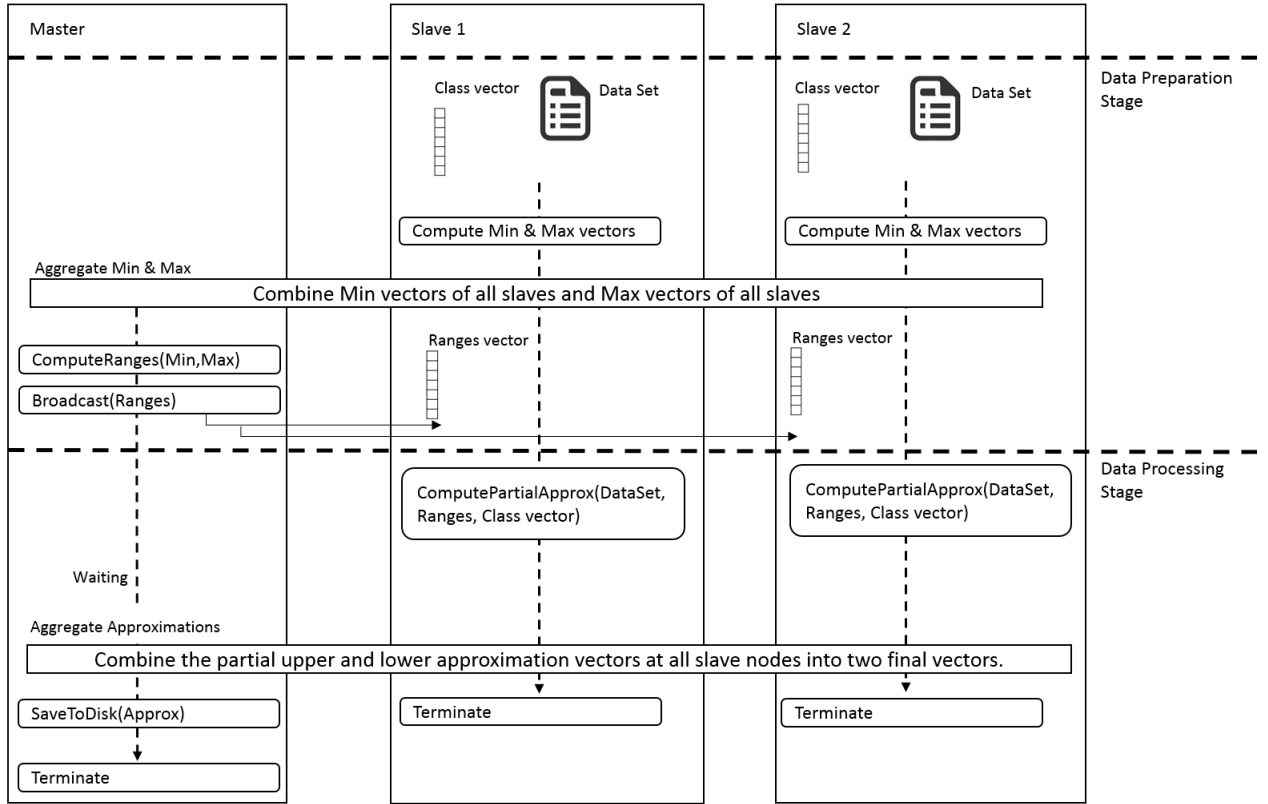 Master
Slave 1
Slave 2
Data Preparation
Stage
Class vector
Data Set
Class vector
Data Set
Compute Min & Max vectors
Compute Min & Max vectors
Aggregate Min & Max
Combine Min vectors of all slaves and Max vectors of all slaves
Ranges vector
Ranges vector
ComputeRanges(Min,Max)
Broadcast(Ranges)
Data Processing
Stage
ComputePartialApprox(DataSet,
Ranges, Class vector)
ComputePartialApprox(DataSet,
Ranges, Class vector)
Waiting
Aggregate Approximations
Combine the partial upper and lower approximation vectors at all slave nodes into two final vectors.
SaveToDisk(Approx)
Terminate
Terminate
Terminate